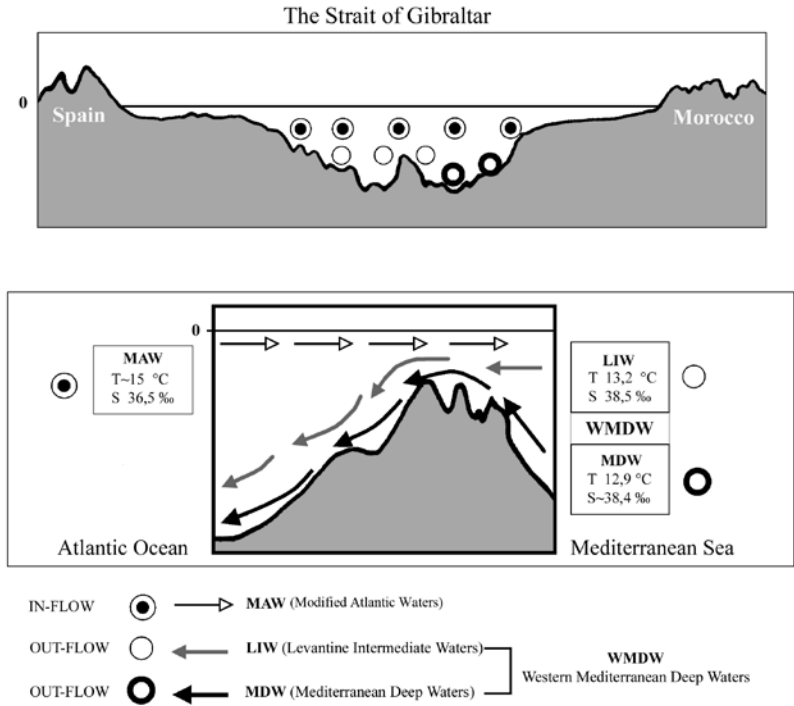 The Strait of Gibraltar
0
Spain
Morocco
0
MAW
T~15 °C
S 36,5 ‰
LIW
T 13,2 °C
S 38,5 ‰
WMDW
MDW
T 12,9 °C
S~38,4 ‰
Atlantic Ocean
Mediterranean Sea
IN-FLOW MAW (Modified Atlantic Waters)
OUT-FLOW LIW (Levantine Intermediate Waters)
OUT-FLOW MDW (Mediterranean Deep Waters)
WMDW
Western Mediterranean Deep Waters